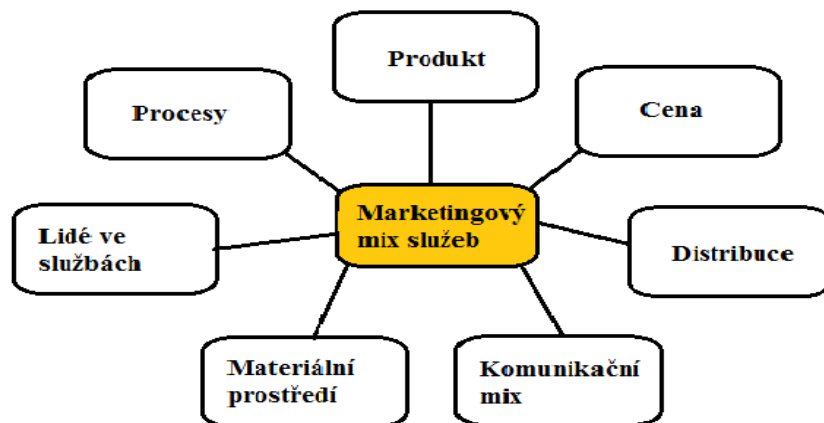 Produkt
Procesy
Cena
Marketingový
mix služeb
Lidé ve
službách
Distribuce
Materiální
prostředí
Komunikační
mix